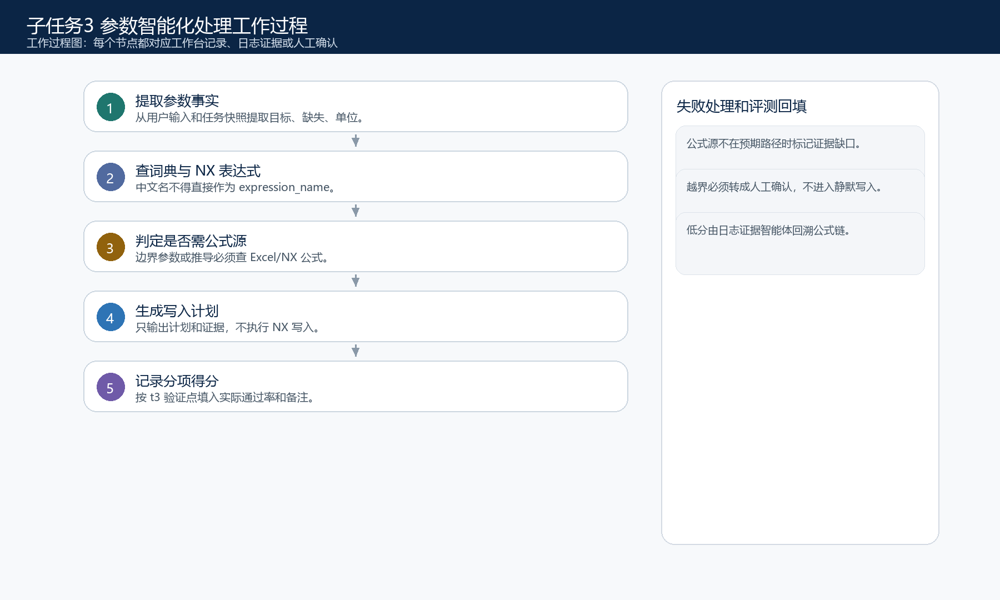 子任务3 参数智能化处理工作过程
工作过程图：每个节点都对应工作台记录、日志证据或人工确认
1
提取参数事实
从用户输入和任务快照提取目标、缺失、单位。
2
查词典与 NX 表达式
中文名不得直接作为 expression_name。
3
判定是否需公式源
边界参数或推导必须查 Excel/NX 公式。
4
生成写入计划
只输出计划和证据，不执行 NX 写入。
5
记录分项得分
按 t3 验证点填入实际通过率和备注。
失败处理和评测回填
公式源不在预期路径时标记证据缺口。
越界必须转成人工确认，不进入静默写入。
低分由日志证据智能体回溯公式链。